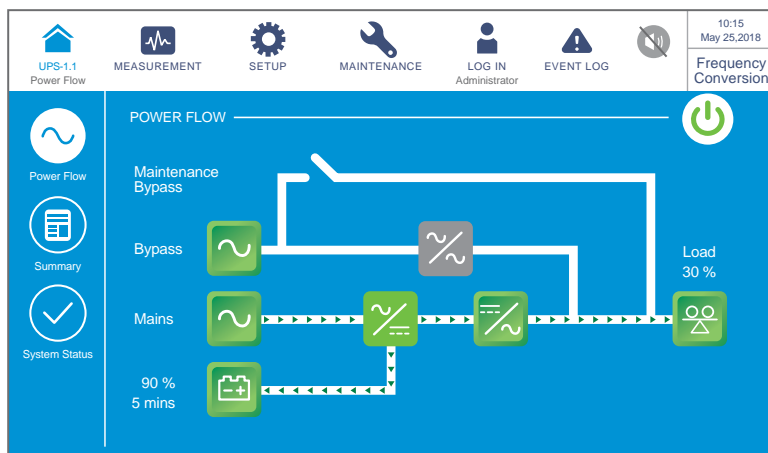 UPS-1.1
Power Flow
MEASUREMENT
SETUP
MAINTENANCE
LOG IN
Administrator
EVENT LOG
10:15
May 25,2018
Frequency
Conversion
Power Flow
Summary
System Status
POWER FLOW
Maintenance
Bypass
Bypass
Load
30 %
Mains
90 %
5 mins